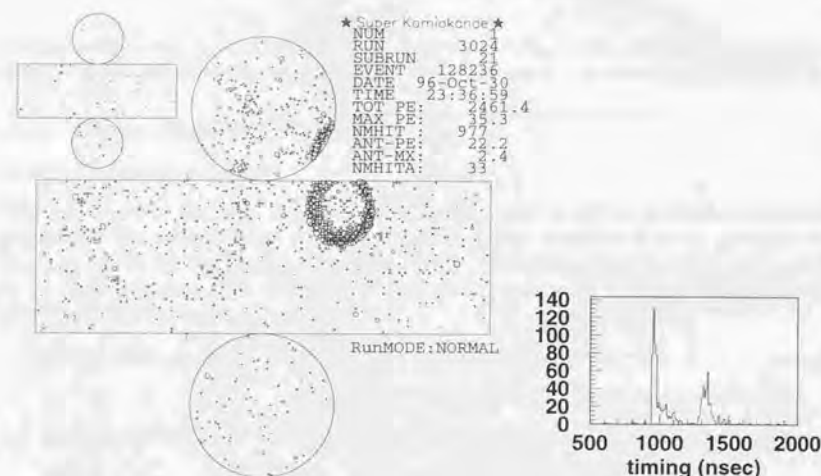 ★ Super Kamiokande ★
NUM 1
RUN 3024
SUBRUN 21
EVENT 128236
DATE 96-Oct-30
TIME 23:36:59
TOT PE: 2461.4
MAX PE: 35.3
NMHIT : 977
ANT-PE: 22.2
ANT-MX: 2.4
NMHITA: 33
RunMODE:NORMAL
140
120
100
80
60
40
20
0
500 1000 1500 2000
timing (nsec)